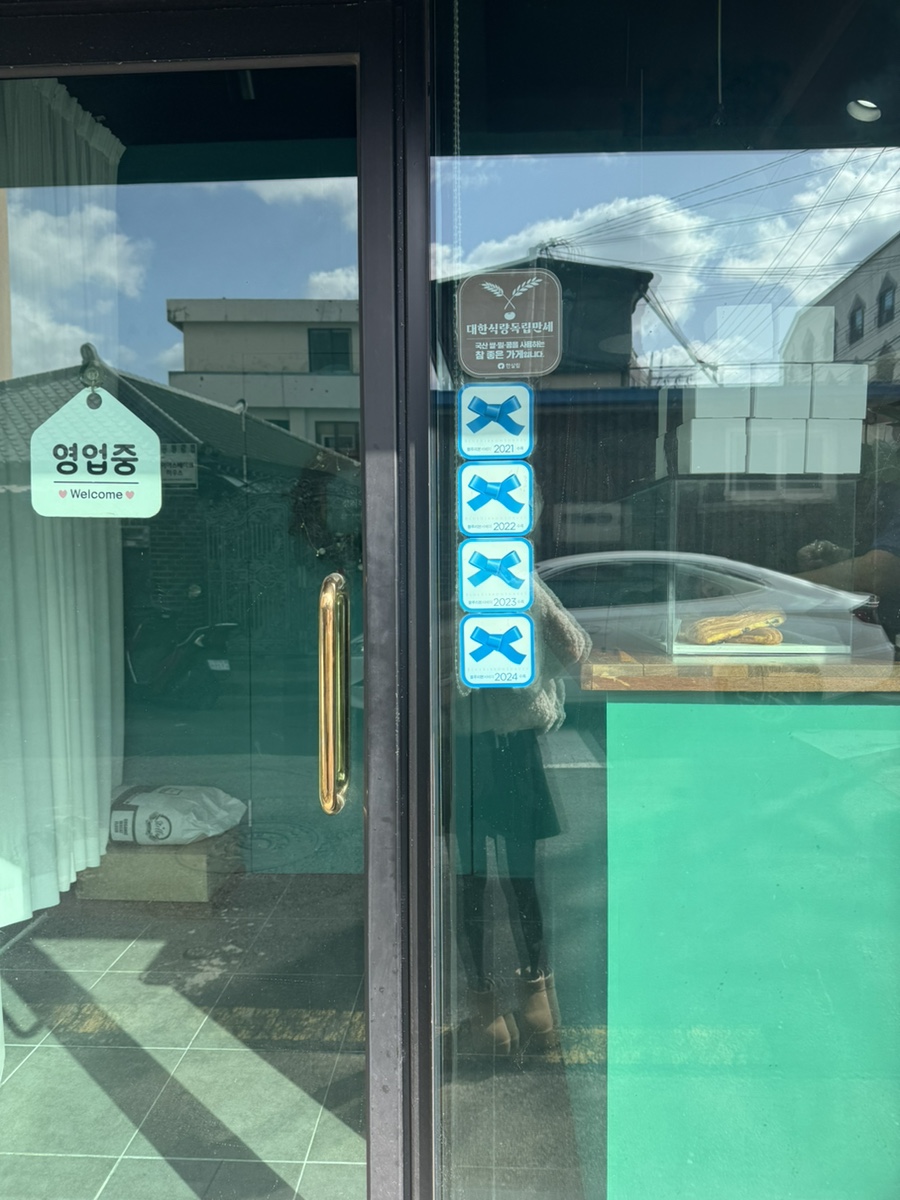 대한식량독립만세
국산 쌀·밀·콩을 사용하는
참 좋은 가게입니다.
한살림
2021
2022
2023
2024
영업중
Welcome